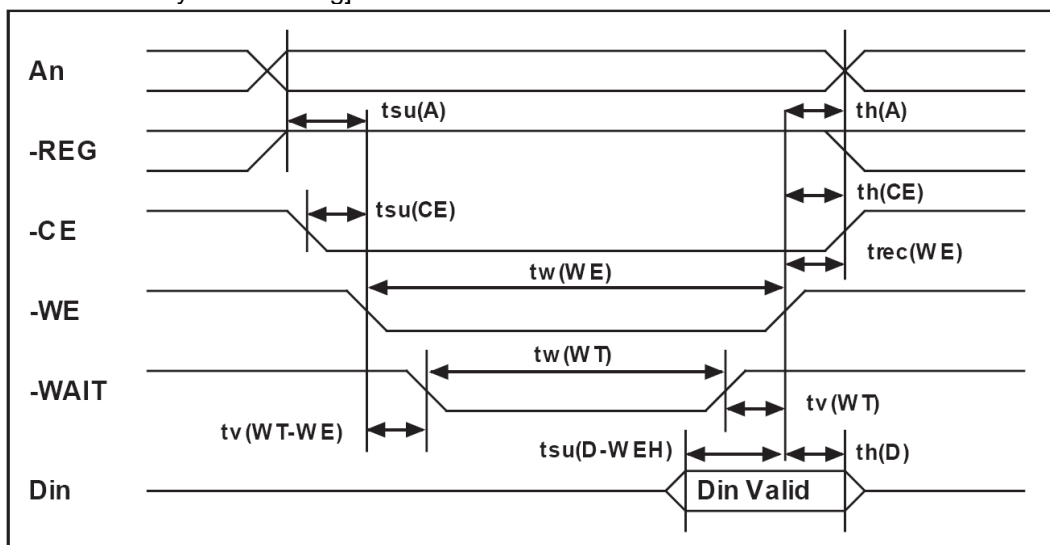 An
tsu(A)
th(A)
-REG
tsu(CE)
th(CE)
-CE
trec(WE)
tw(WE)
-WE
tw(WT)
-WAIT
tv(WT)
tv(WT-WE)
tsu(D-WEH)
th(D)
Din
Din Valid